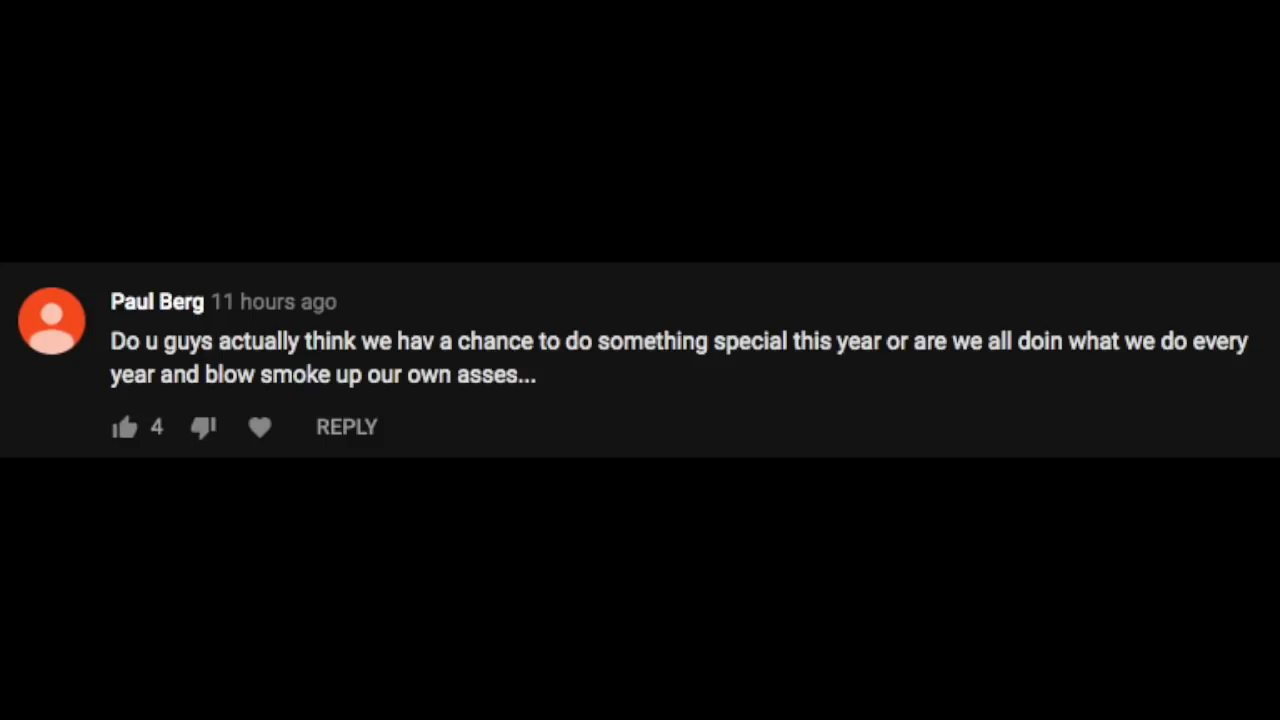 Paul Berg 11 hours ago
Do u guys actually think we hav a chance to do something special this year or are we all doin what we do every
year and blow smoke up our own asses...
4 REPLY